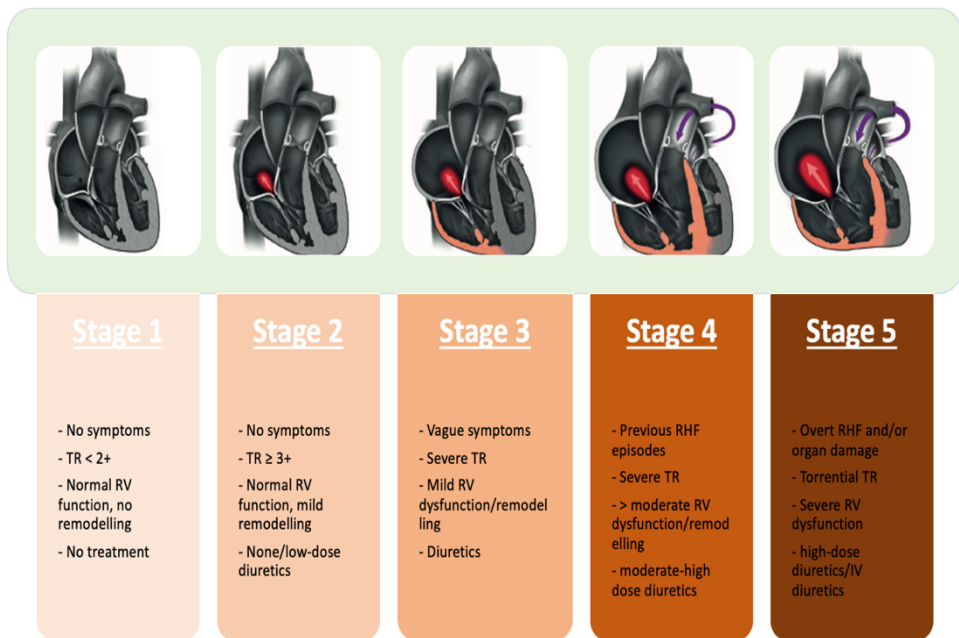 Stage 1
- No symptoms
- TR < 2+
- Normal RV
function, no
remodelling
- No treatment
Stage 2
- No symptoms
- TR ≥ 3+
- Normal RV
function, mild
remodelling
- None/low-dose
diuretics
Stage 3
- Vague symptoms
- Severe TR
- Mild RV
dysfunction/remodel
ling
- Diuretics
Stage 4
- Previous RHF
episodes
- Severe TR
- > moderate RV
dysfunction/remod
elling
- moderate-high
dose diuretics
Stage 5
- Overt RHF and/or
organ damage
- Torrential TR
- Severe RV
dysfunction
- high-dose
diuretics/IV
diuretics